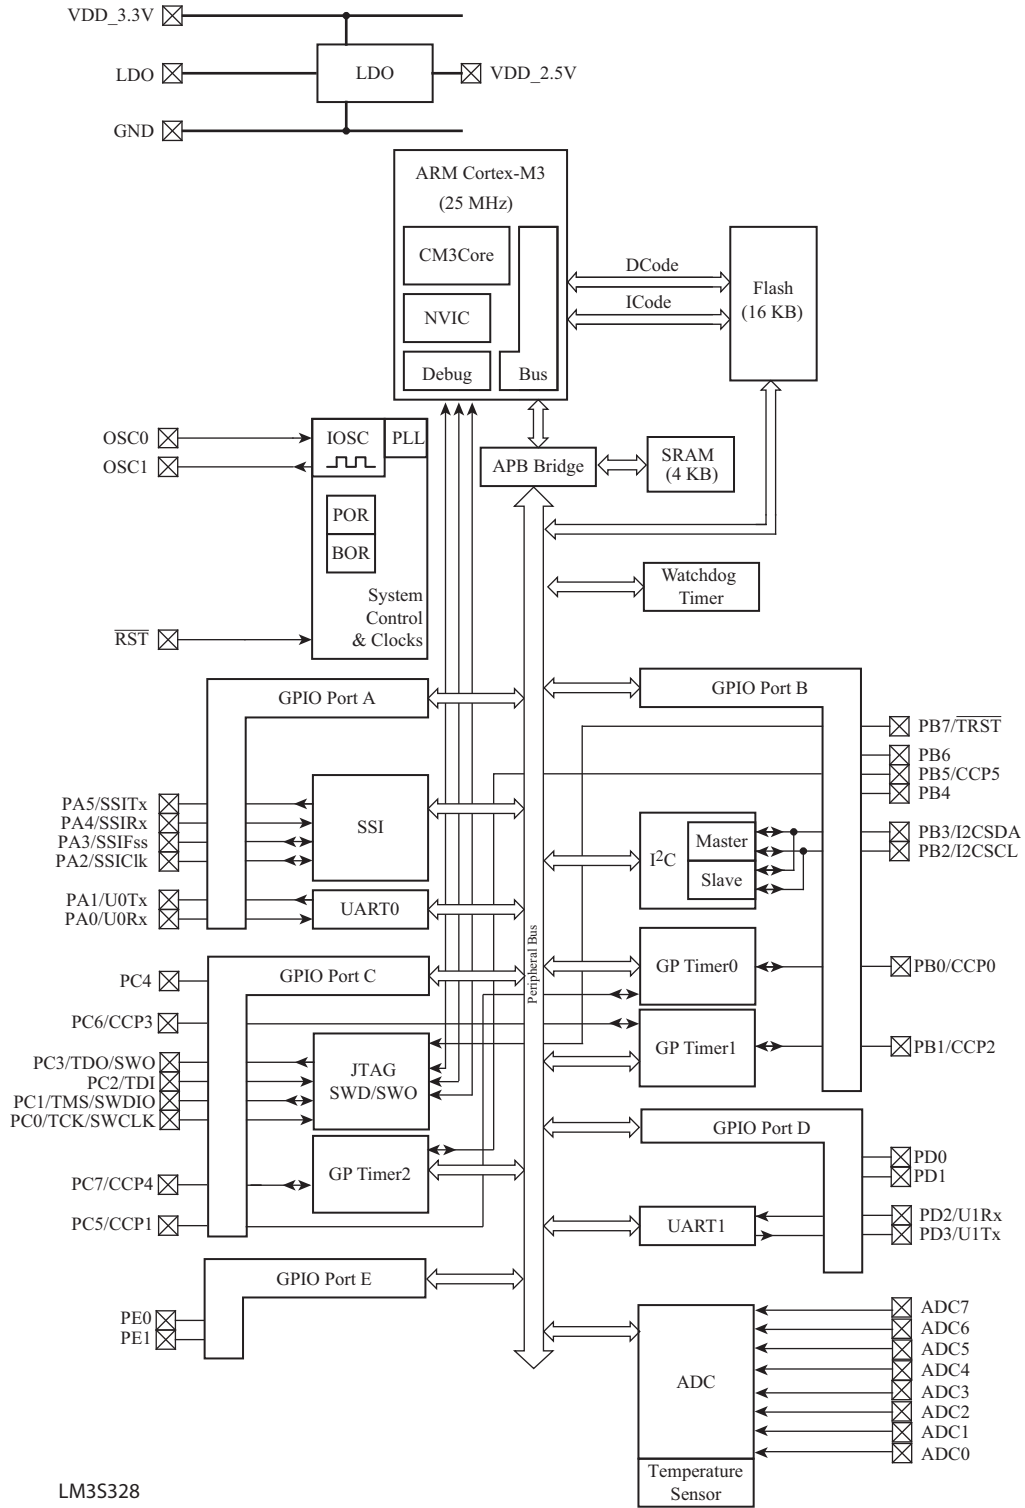 VDD_3.3V
LDO
LDO
VDD_2.5V
GND
ARM Cortex-M3
(25 MHz)
CM3Core
NVIC
Debug
Bus
DCode
ICode
Flash
(16 KB)
OSC0
OSC1
IOSC
PLL
POR
BOR
System
Control
& Clocks
RST
APB Bridge
SRAM
(4 KB)
Watchdog
Timer
GPIO Port A
PA5/SSITx
PA4/SSIRx
PA3/SSIFss
PA2/SSIClk
SSI
PA1/U0Tx
PA0/U0Rx
UART0
GPIO Port B
PB7/TRST
PB6
PB5/CCP5
PB4
PB3/I2CSDA
PB2/I2CSCL
I²C
Master
Slave
Peripheral Bus
GP Timer0
PB0/CCP0
GP Timer1
PB1/CCP2
GPIO Port C
PC4
PC6/CCP3
PC3/TDO/SWO
PC2/TDI
PC1/TMS/SWDIO
PC0/TCK/SWCLK
JTAG
SWD/SWO
GP Timer2
PC7/CCP4
PC5/CCP1
GPIO Port D
PD0
PD1
UART1
PD2/U1Rx
PD3/U1Tx
GPIO Port E
PE0
PE1
ADC
ADC7
ADC6
ADC5
ADC4
ADC3
ADC2
ADC1
ADC0
Temperature
Sensor
LM3S328